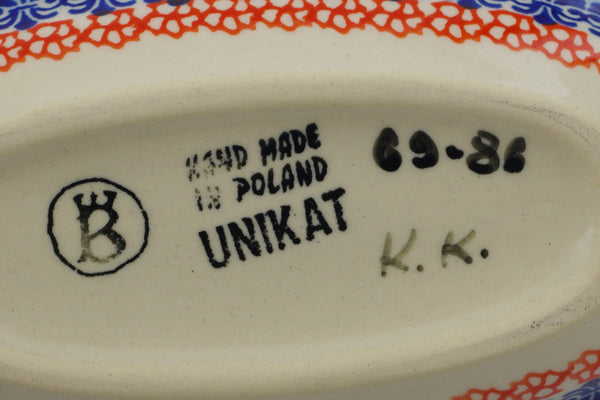 B
HAND MADE
IN POLAND
UNIKAT
69-86
K. K.